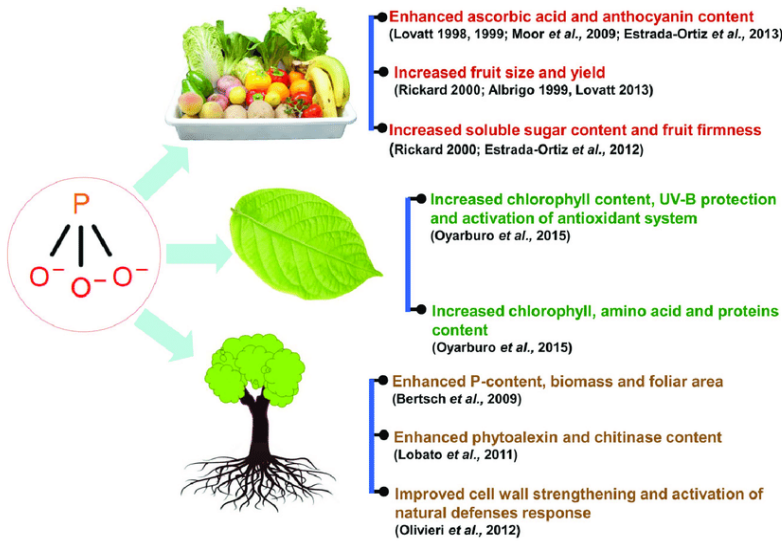 Enhanced ascorbic acid and anthocyanin content
(Lovatt 1998, 1999; Moor et al., 2009; Estrada-Ortiz et al., 2013)
Increased fruit size and yield
(Rickard 2000; Albrigo 1999, Lovatt 2013)
Increased soluble sugar content and fruit firmness
(Rickard 2000; Estrada-Ortiz et al., 2012)
P
O⁻ O⁻ O⁻
Increased chlorophyll content, UV-B protection
and activation of antioxidant system
(Oyarburo et al., 2015)
Increased chlorophyll, amino acid and proteins
content
(Oyarburo et al., 2015)
Enhanced P-content, biomass and foliar area
(Bertsch et al., 2009)
Enhanced phytoalexin and chitinase content
(Lobato et al., 2011)
Improved cell wall strengthening and activation of
natural defenses response
(Olivieri et al., 2012)